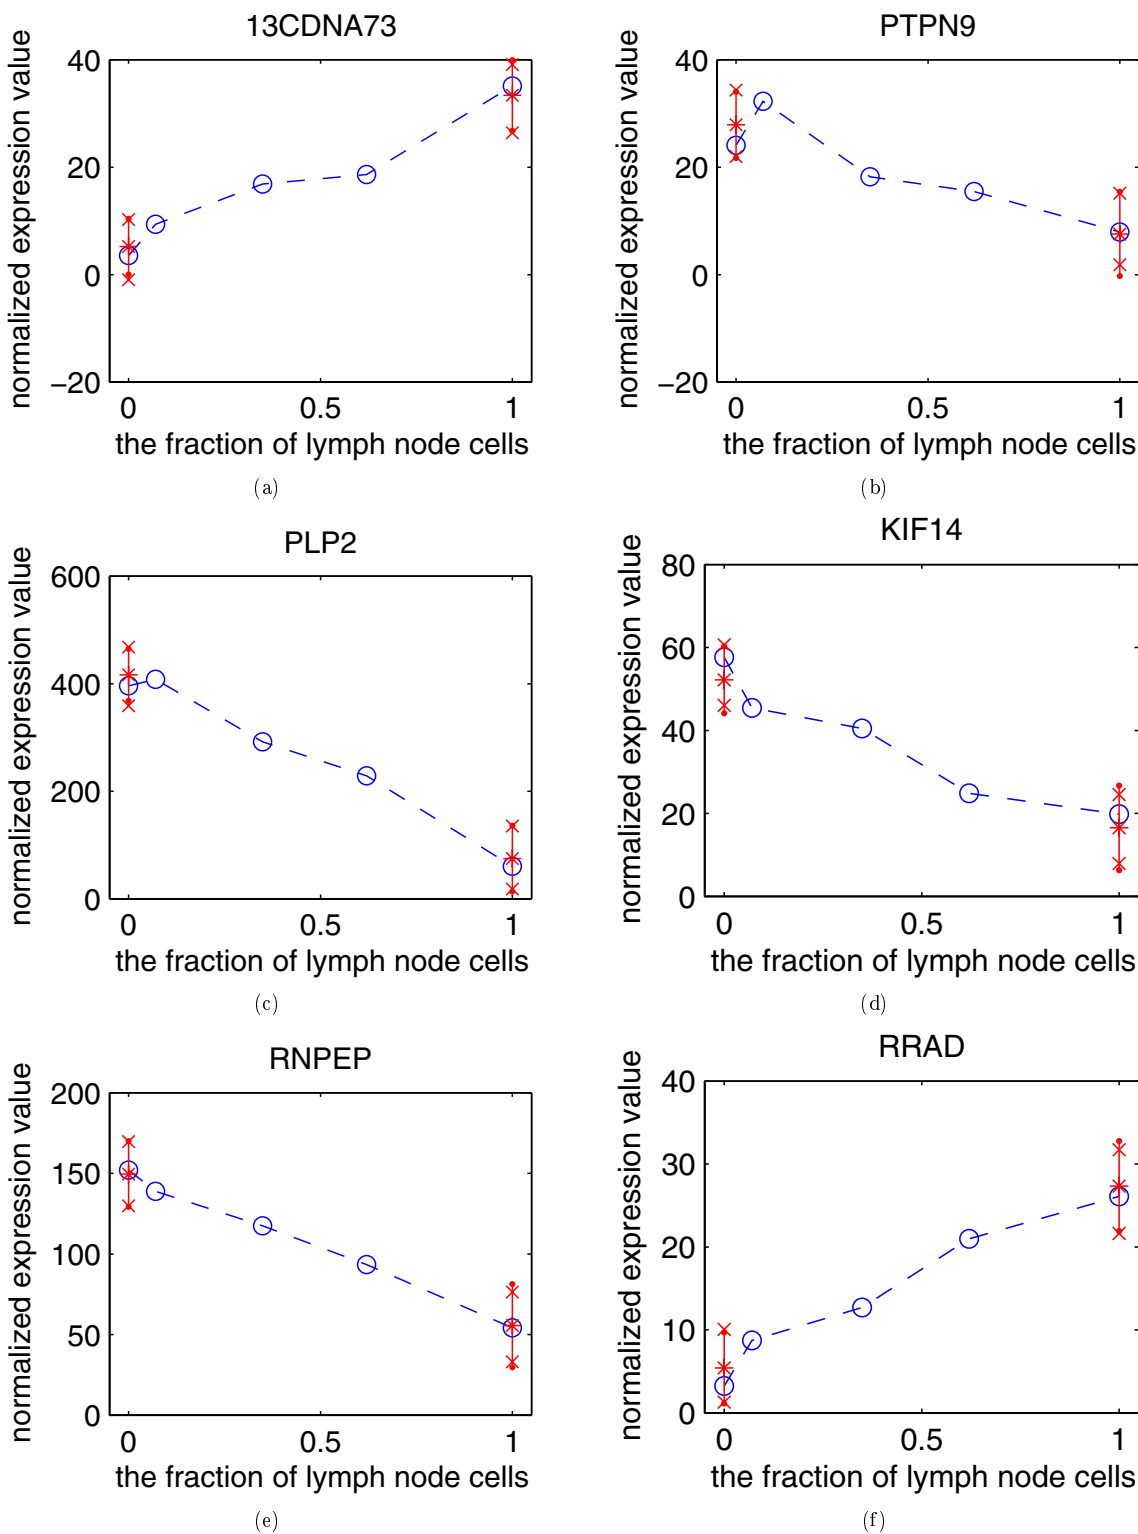 13CDNA73
normalized expression value
40
20
0
−20
0
0.5
1
the fraction of lymph node cells
(a)
PTPN9
normalized expression value
40
20
0
−20
0
0.5
1
the fraction of lymph node cells
(b)
PLP2
normalized expression value
600
400
200
0
0
0.5
1
the fraction of lymph node cells
(c)
KIF14
normalized expression value
80
60
40
20
0
0
0.5
1
the fraction of lymph node cells
(d)
RNPEP
normalized expression value
200
150
100
50
0
0
0.5
1
the fraction of lymph node cells
(e)
RRAD
normalized expression value
40
30
20
10
0
0
0.5
1
the fraction of lymph node cells
(f)